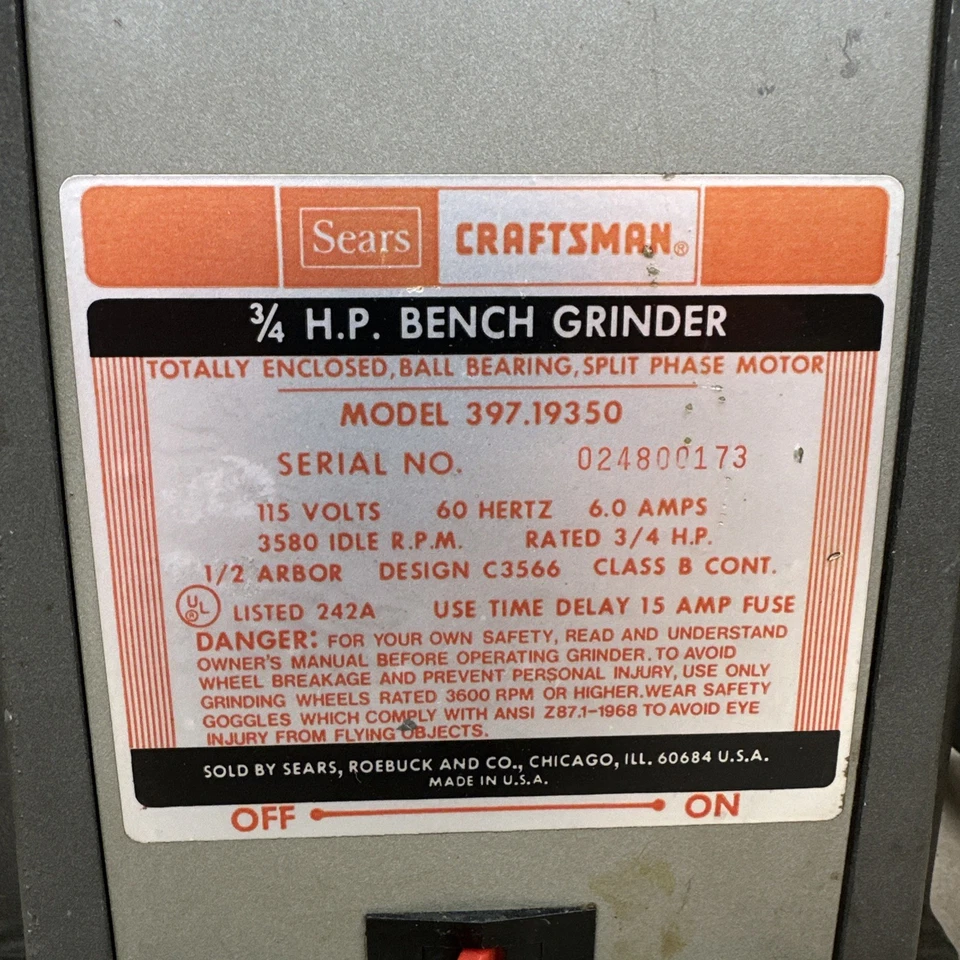 Sears CRAFTSMAN®
3/4 H.P. BENCH GRINDER
TOTALLY ENCLOSED, BALL BEARING, SPLIT PHASE MOTOR
MODEL 397.19350
SERIAL NO. 024800173
115 VOLTS 60 HERTZ 6.0 AMPS
3580 IDLE R.P.M. RATED 3/4 H.P.
1/2 ARBOR DESIGN C3566 CLASS B CONT.
UL® LISTED 242A USE TIME DELAY 15 AMP FUSE
DANGER: FOR YOUR OWN SAFETY, READ AND UNDERSTAND
OWNER'S MANUAL BEFORE OPERATING GRINDER. TO AVOID
WHEEL BREAKAGE AND PREVENT PERSONAL INJURY, USE ONLY
GRINDING WHEELS RATED 3600 RPM OR HIGHER. WEAR SAFETY
GOGGLES WHICH COMPLY WITH ANSI Z87.1-1968 TO AVOID EYE
INJURY FROM FLYING OBJECTS.
SOLD BY SEARS, ROEBUCK AND CO., CHICAGO, ILL. 60684 U.S.A.
MADE IN U.S.A.
OFF ON